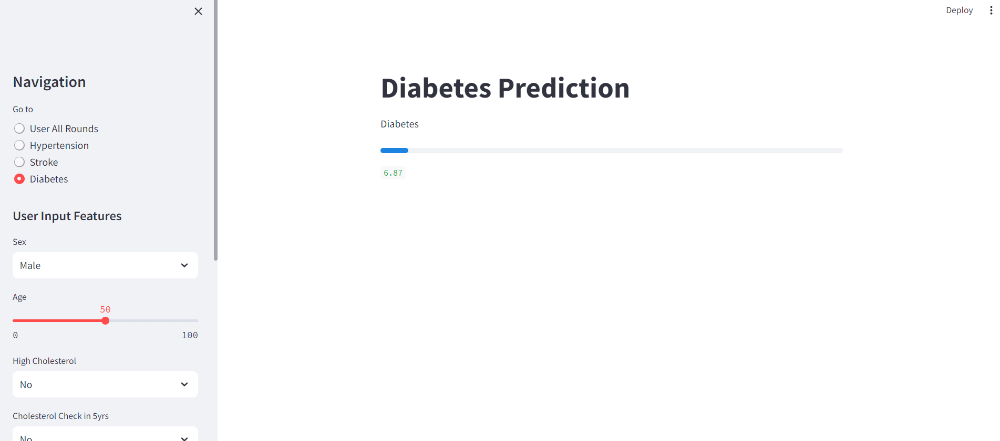 Deploy
Navigation
Go to
User All Rounds
Hypertension
Stroke
Diabetes
User Input Features
Sex
Male
Age
50
0 100
High Cholesterol
No
Cholesterol Check in 5yrs
No
Diabetes Prediction
Diabetes
6.87